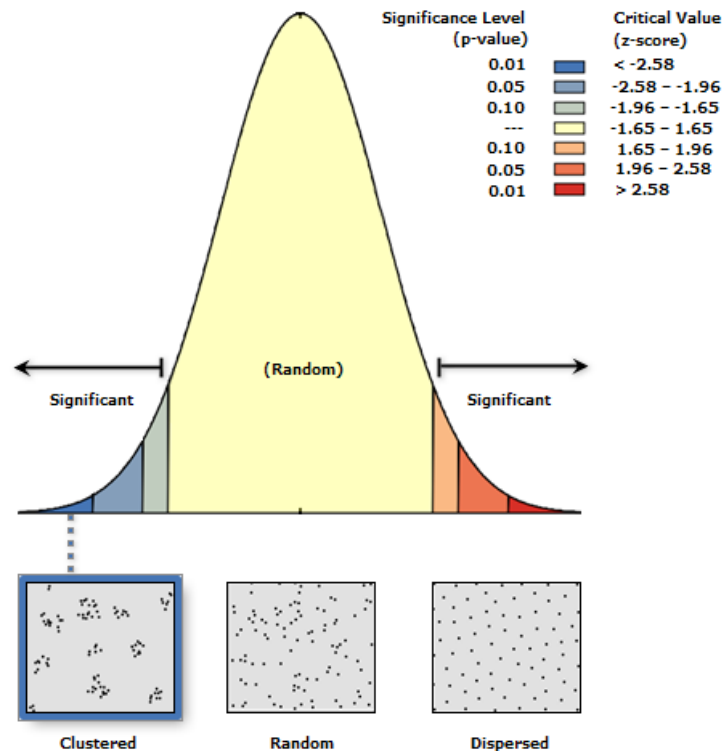 Significance Level Critical Value
(p-value) (z-score)
0.01 < -2.58
0.05 -2.58 – -1.96
0.10 -1.96 – -1.65
--- -1.65 – 1.65
0.10 1.65 – 1.96
0.05 1.96 – 2.58
0.01 > 2.58
(Random)
Significant Significant
Clustered Random Dispersed